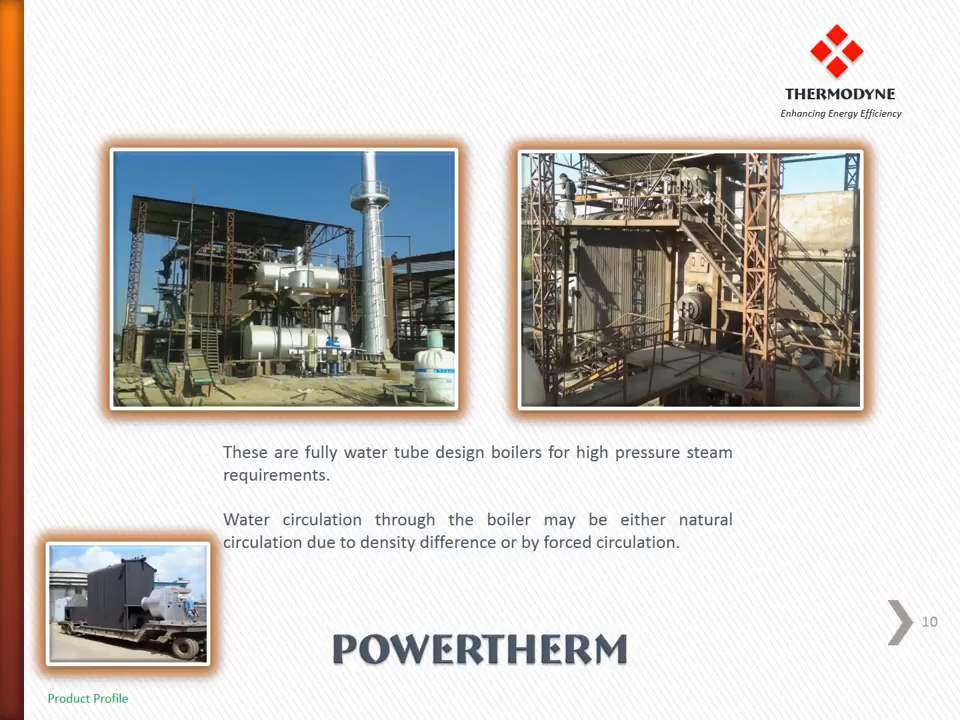 THERMODYNE
Enhancing Energy Efficiency
These are fully water tube design boilers for high pressure steam
requirements.
Water circulation through the boiler may be either natural
circulation due to density difference or by forced circulation.
10
POWERTHERM
Product Profile